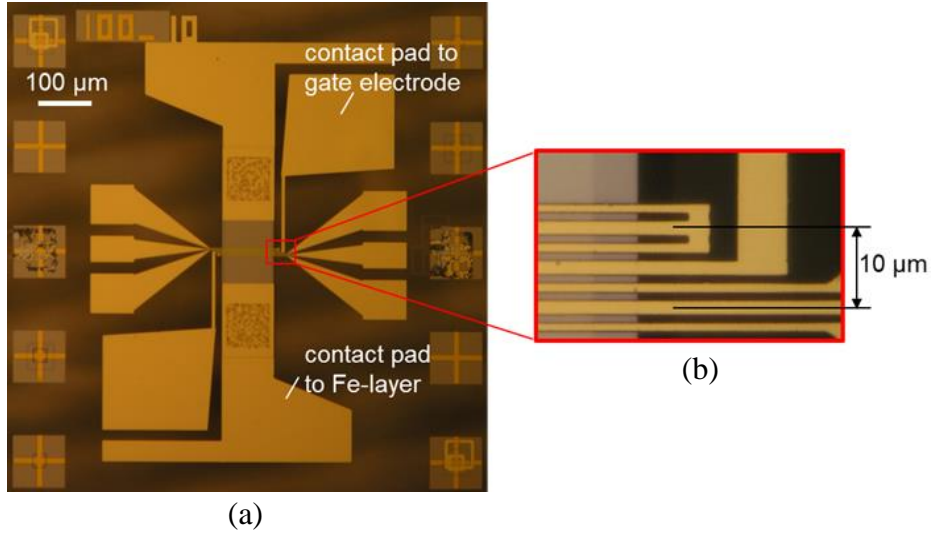 100_10
contact pad to
gate electrode
100 µm
contact pad
to Fe-layer
10 µm
(a)
(b)